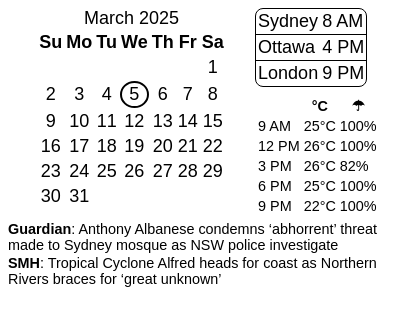 March 2025
Su Mo Tu We Th Fr Sa
1
2 3 4 5 6 7 8
9 10 11 12 13 14 15
16 17 18 19 20 21 22
23 24 25 26 27 28 29
30 31
Sydney 8 AM
Ottawa 4 PM
London 9 PM
°C ☂
9 AM 25°C 100%
12 PM 26°C 100%
3 PM 26°C 82%
6 PM 25°C 100%
9 PM 22°C 100%
Guardian: Anthony Albanese condemns ‘abhorrent’ threat
made to Sydney mosque as NSW police investigate
SMH: Tropical Cyclone Alfred heads for coast as Northern
Rivers braces for ‘great unknown’